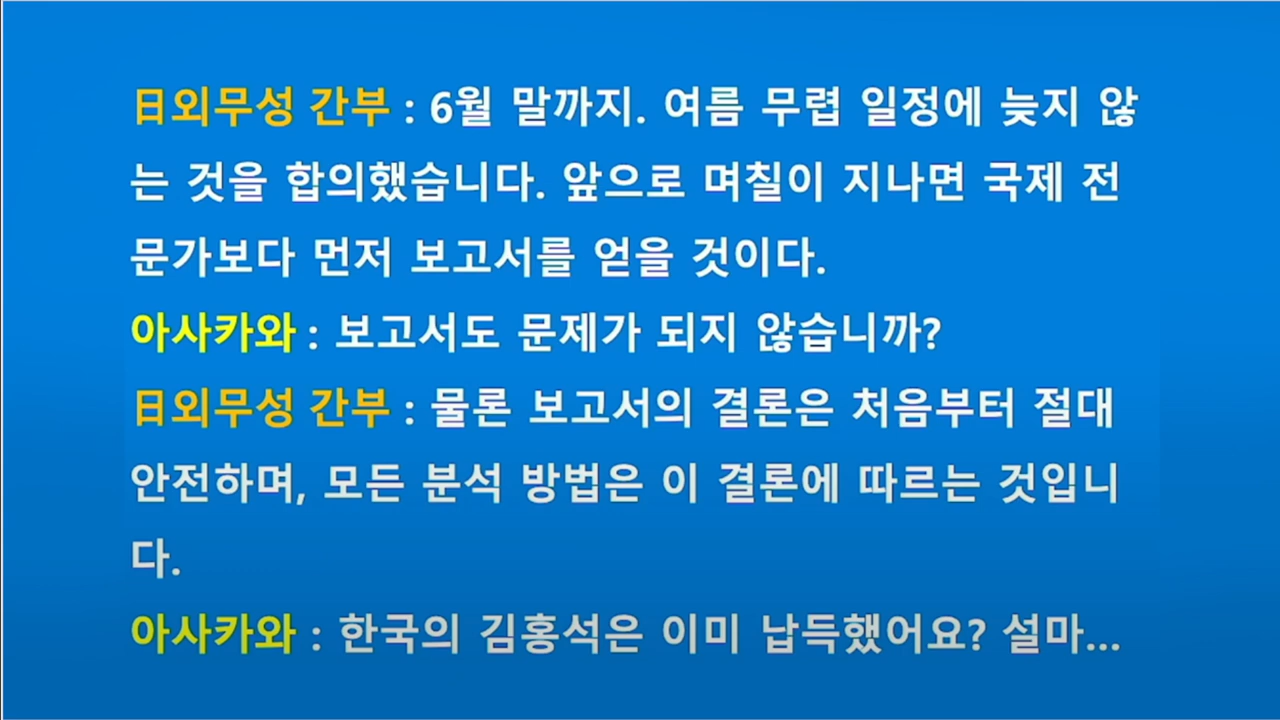 日외무성 간부 : 6월 말까지. 여름 무렵 일정에 늦지 않
는 것을 합의했습니다. 앞으로 며칠이 지나면 국제 전
문가보다 먼저 보고서를 얻을 것이다.
아사카와 : 보고서도 문제가 되지 않습니까?
日외무성 간부 : 물론 보고서의 결론은 처음부터 절대
안전하며, 모든 분석 방법은 이 결론에 따르는 것입니
다.
아사카와 : 한국의 김홍석은 이미 납득했어요? 설마...